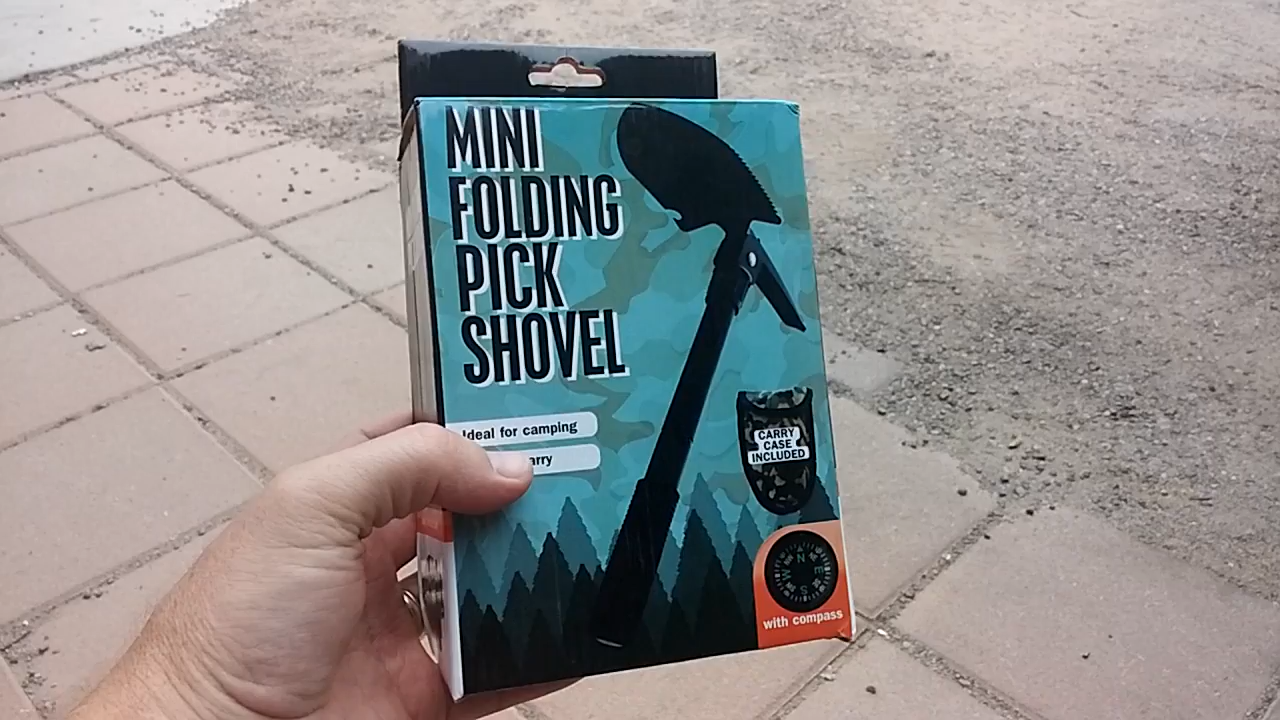 MINI
FOLDING
PICK
SHOVEL
Ideal for camping
CARRY
CASE
INCLUDED
N
W E
S
with compass